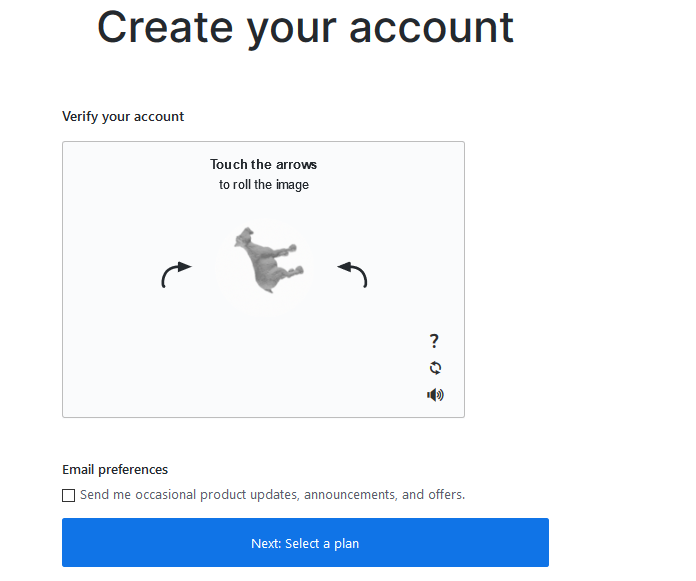 Create your account
Verify your account
Touch the arrows
to roll the image
?
Email preferences
Send me occasional product updates, announcements, and offers.
Next: Select a plan